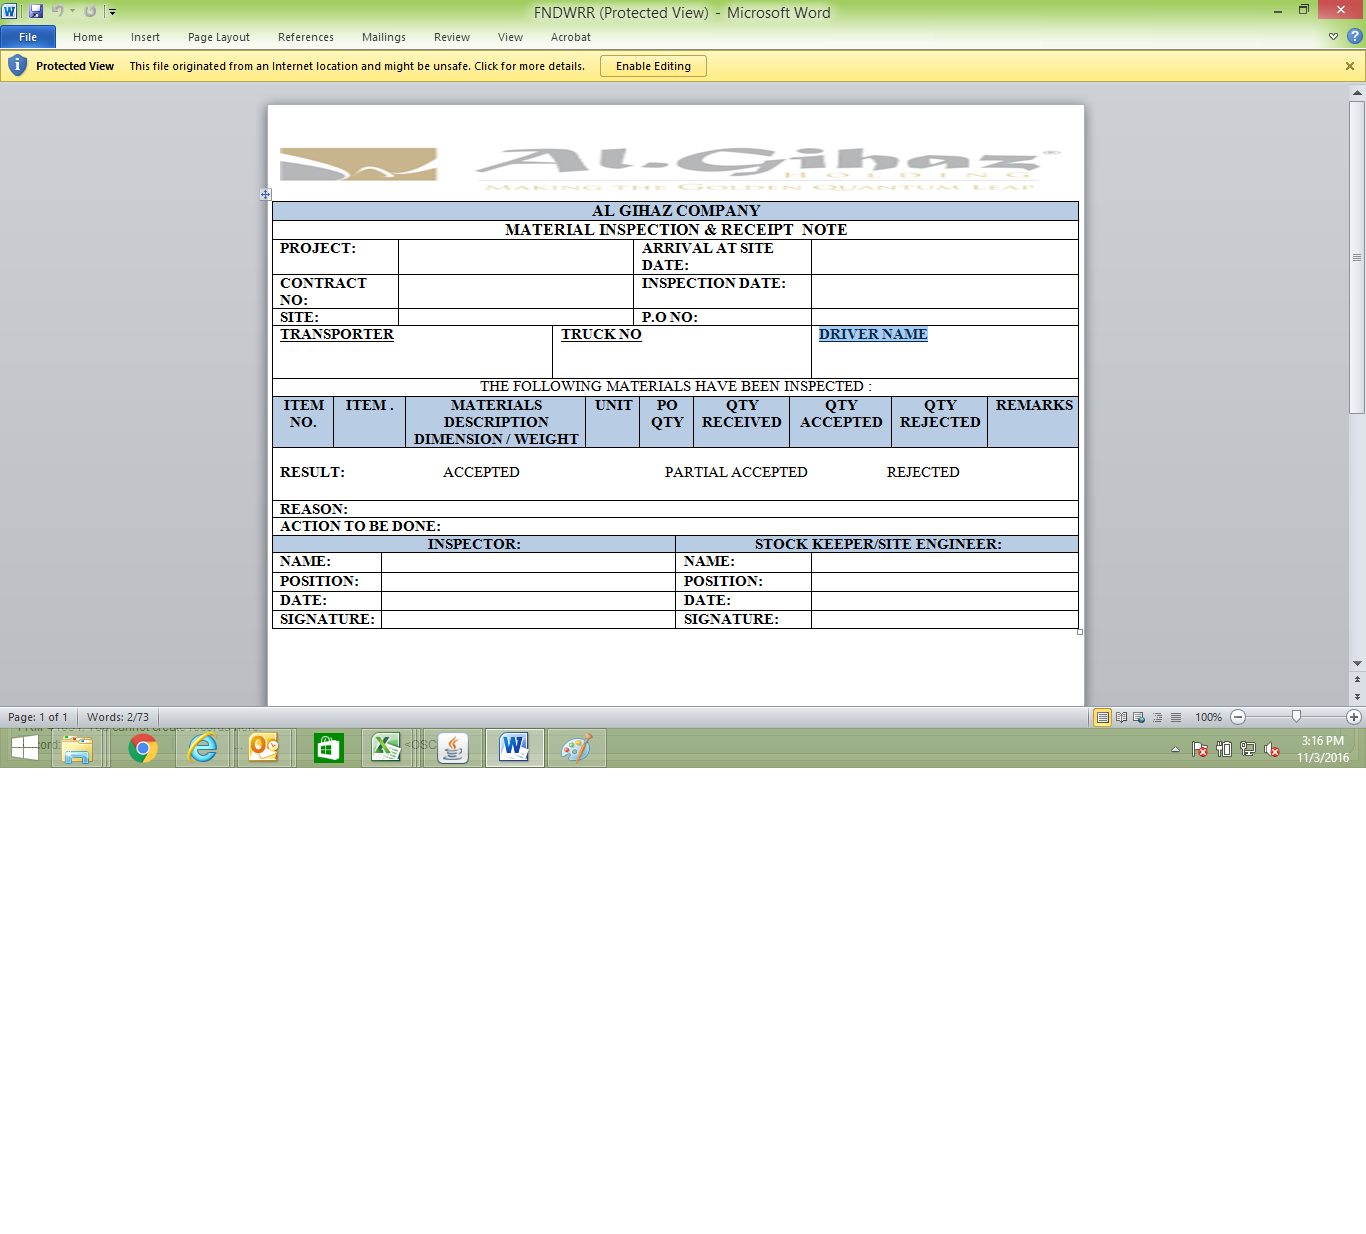 FNDWRR (Protected View) - Microsoft Word
File Home Insert Page Layout References Mailings Review View Acrobat
Protected View This file originated from an Internet location and might be unsafe. Click for more details. Enable Editing
AL-Gihaz®
HOLDING
MAKING THE GOLDEN QUANTUM LEAP
AL GIHAZ COMPANY
MATERIAL INSPECTION & RECEIPT NOTE
PROJECT: ARRIVAL AT SITE
DATE:
CONTRACT INSPECTION DATE:
NO:
SITE: P.O NO:
TRANSPORTER TRUCK NO DRIVER NAME
THE FOLLOWING MATERIALS HAVE BEEN INSPECTED :
ITEM ITEM . MATERIALS UNIT PO QTY QTY QTY REMARKS
NO. DESCRIPTION QTY RECEIVED ACCEPTED REJECTED
DIMENSION / WEIGHT
RESULT: ACCEPTED PARTIAL ACCEPTED REJECTED
REASON:
ACTION TO BE DONE:
INSPECTOR: STOCK KEEPER/SITE ENGINEER:
NAME: NAME:
POSITION: POSITION:
DATE: DATE:
SIGNATURE: SIGNATURE:
Page: 1 of 1 Words: 2/73 100%
<OSC
3:16 PM
11/3/2016